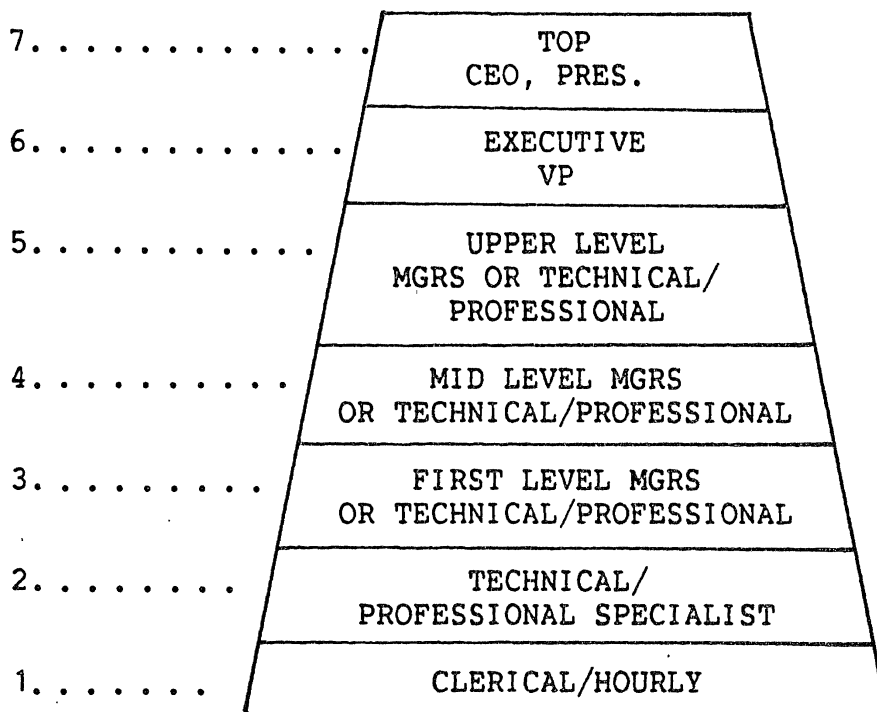 7. . . . . . . . . . . . . TOP
CEO, PRES.
6. . . . . . . . . . . . EXECUTIVE
VP
5. . . . . . . . . . . UPPER LEVEL
MGRS OR TECHNICAL/
PROFESSIONAL
4. . . . . . . . . . MID LEVEL MGRS
OR TECHNICAL/PROFESSIONAL
3. . . . . . . . . FIRST LEVEL MGRS
OR TECHNICAL/PROFESSIONAL
2. . . . . . . . TECHNICAL/
PROFESSIONAL SPECIALIST
1. . . . . . . CLERICAL/HOURLY